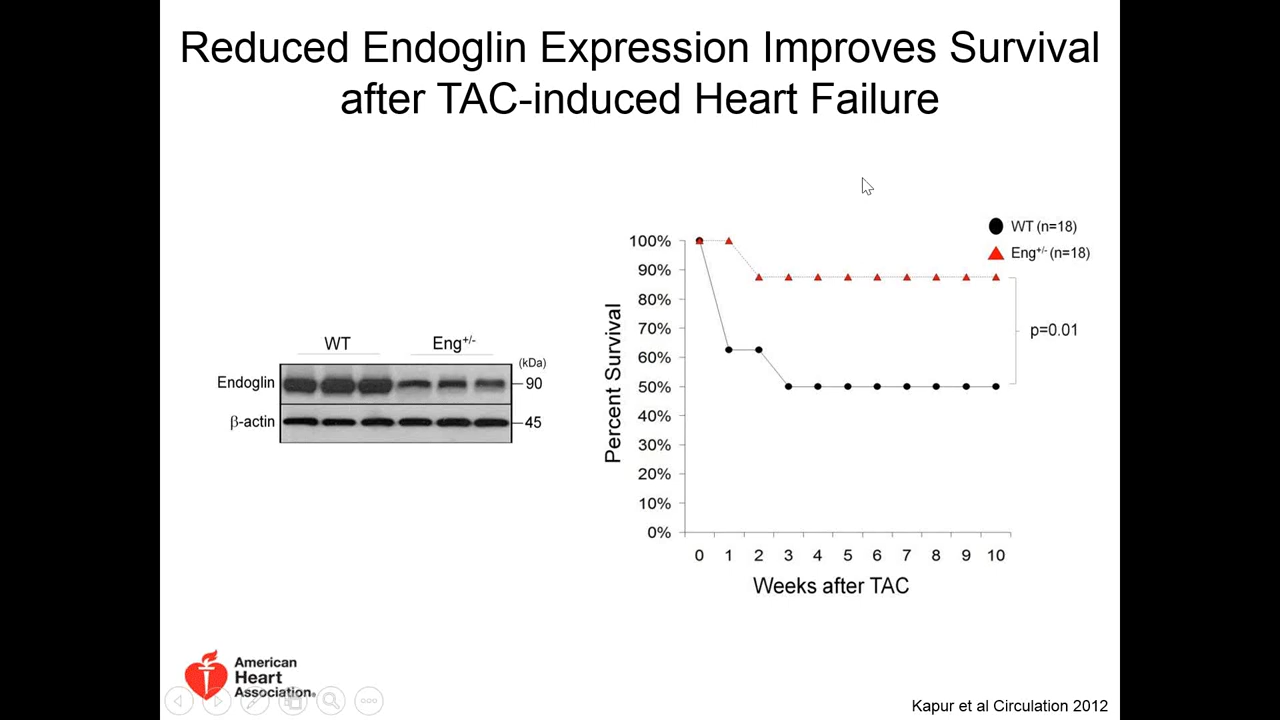 Reduced Endoglin Expression Improves Survival
after TAC-induced Heart Failure
WT Eng+/-
(kDa)
Endoglin 90
β-actin 45
WT (n=18)
Eng+/- (n=18)
p=0.01
Percent Survival
100%
90%
80%
70%
60%
50%
40%
30%
20%
10%
0%
0 1 2 3 4 5 6 7 8 9 10
Weeks after TAC
American
Heart
Association®
Kapur et al Circulation 2012